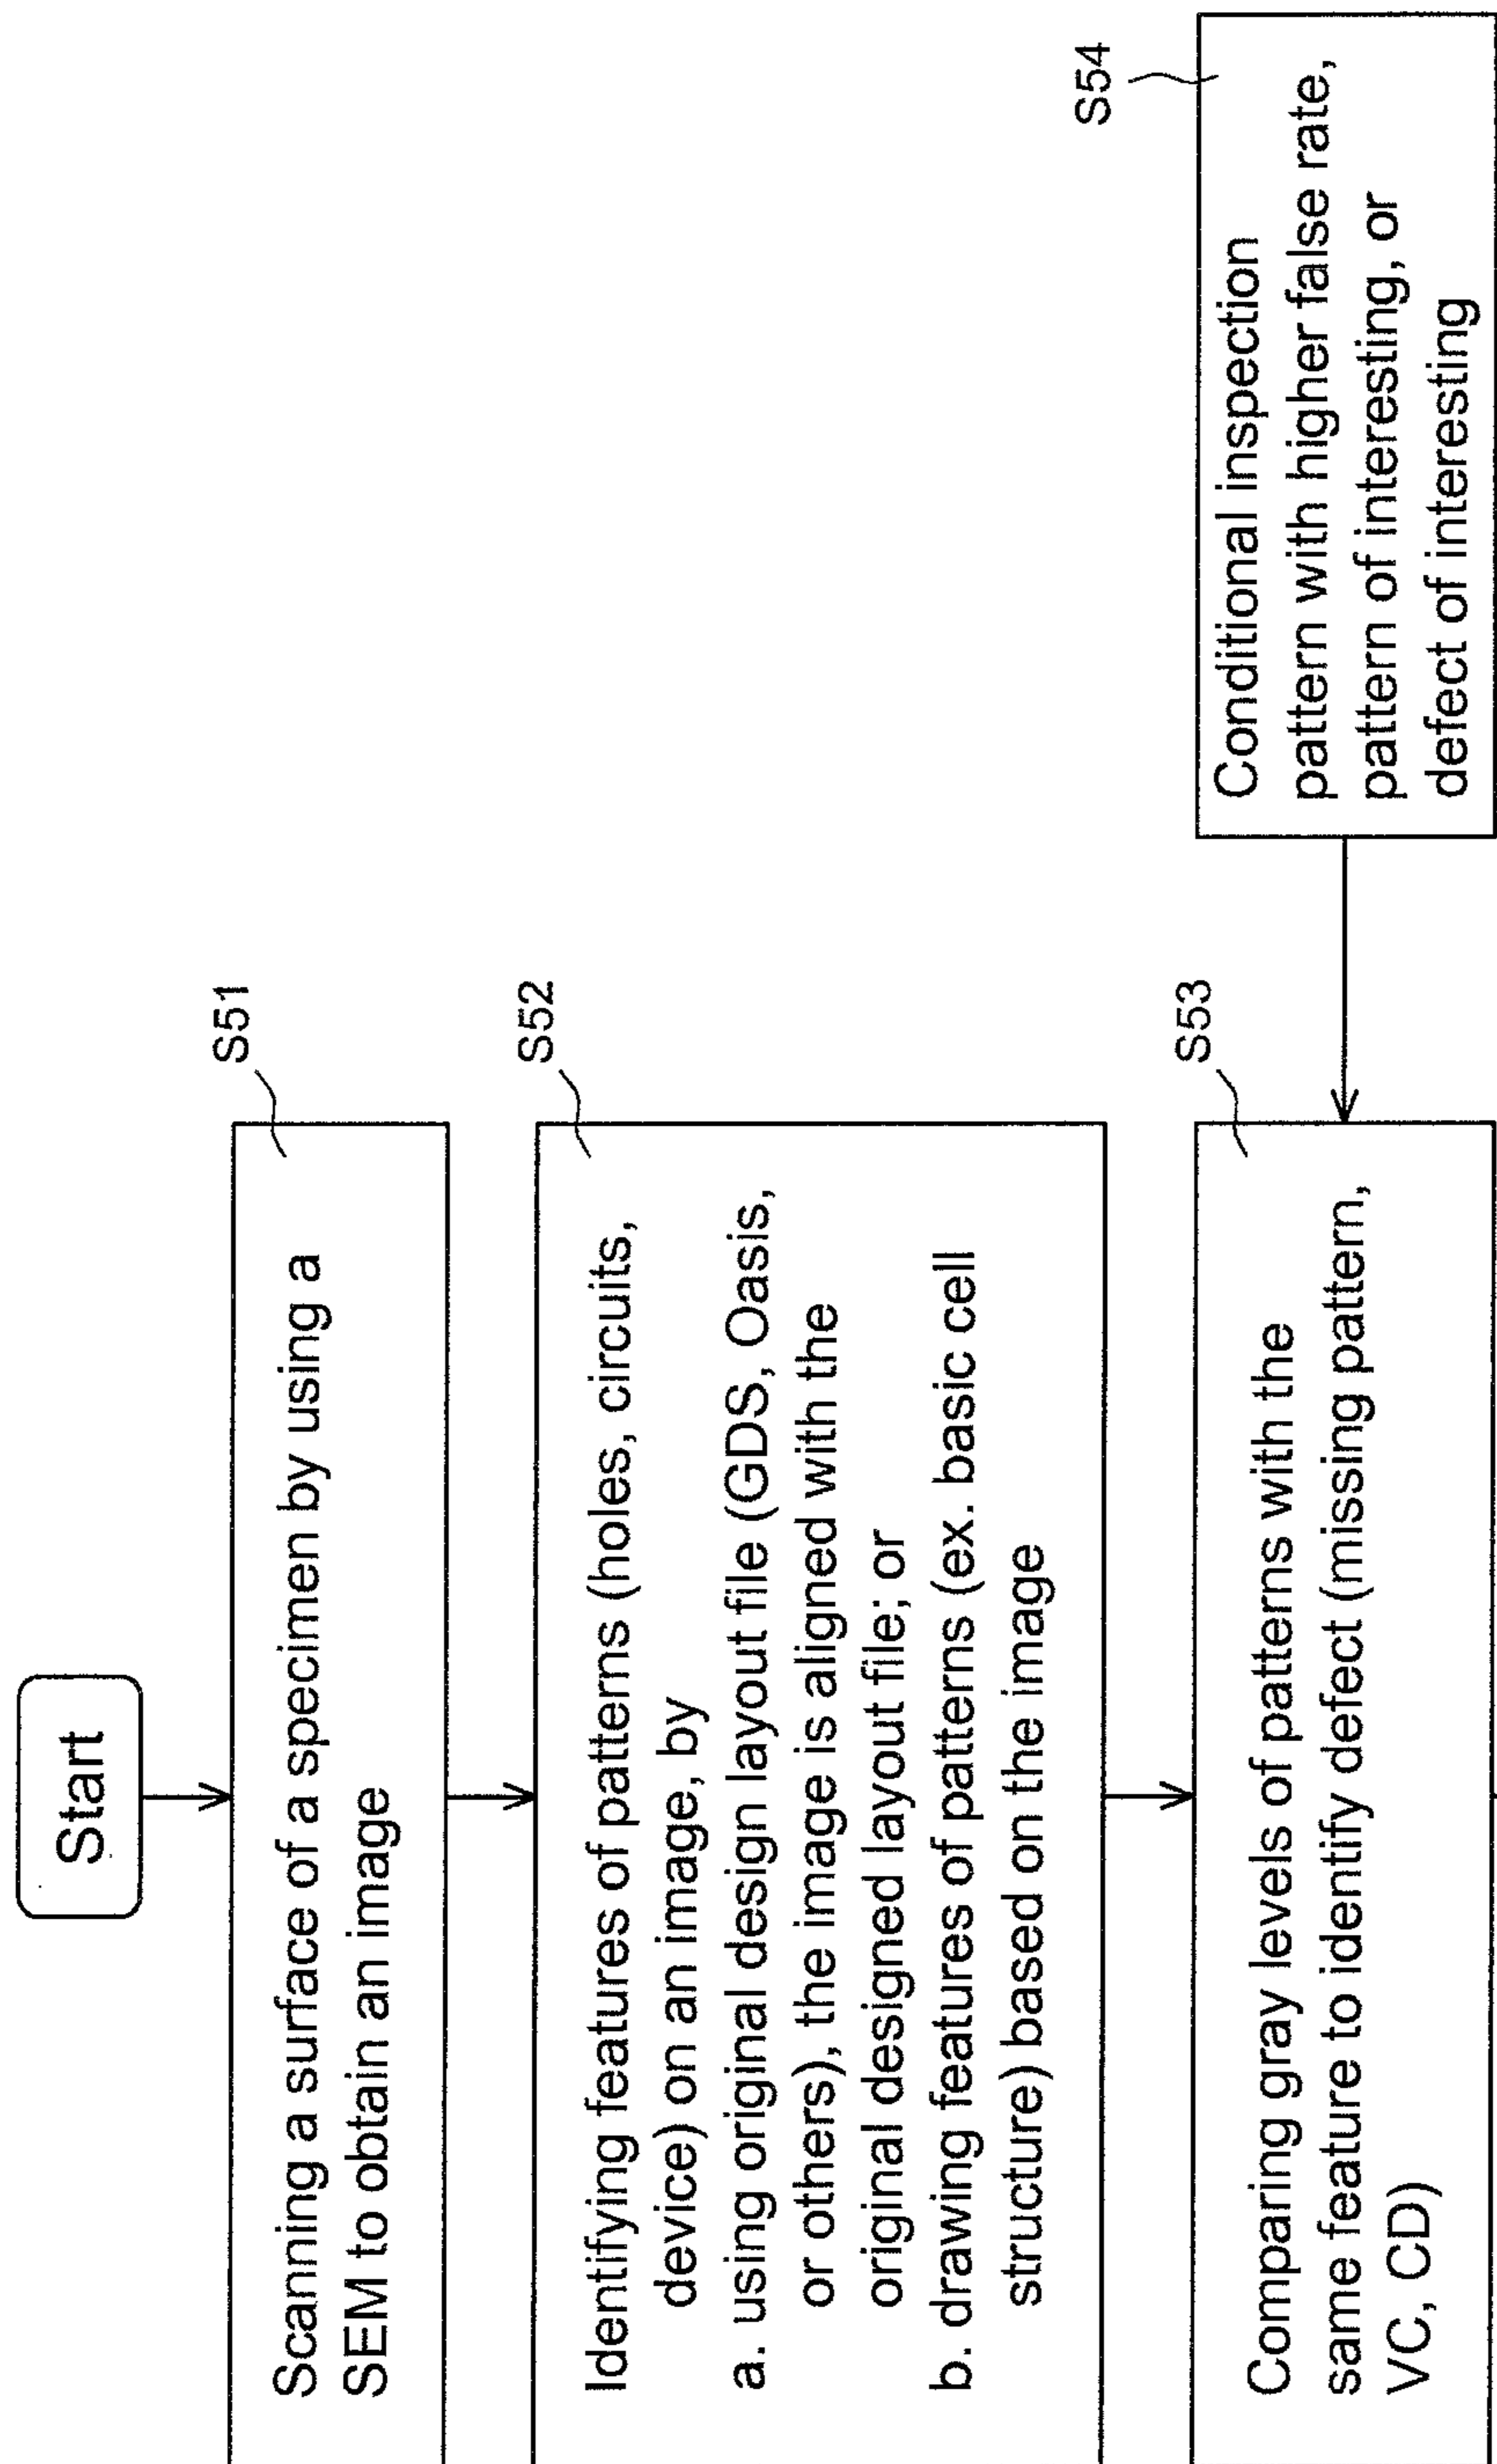 Start
S51
Scanning a surface of a specimen by using a
SEM to obtain an image
S52
Identifying features of patterns (holes, circuits,
device) on an image, by
a. using original design layout file (GDS, Oasis,
or others), the image is aligned with the
original designed layout file; or
b. drawing features of patterns (ex. basic cell
structure) based on the image
S53
Comparing gray levels of patterns with the
same feature to identify defect (missing pattern,
VC, CD)
S54
Conditional inspection
pattern with higher false rate,
pattern of interesting, or
defect of interesting